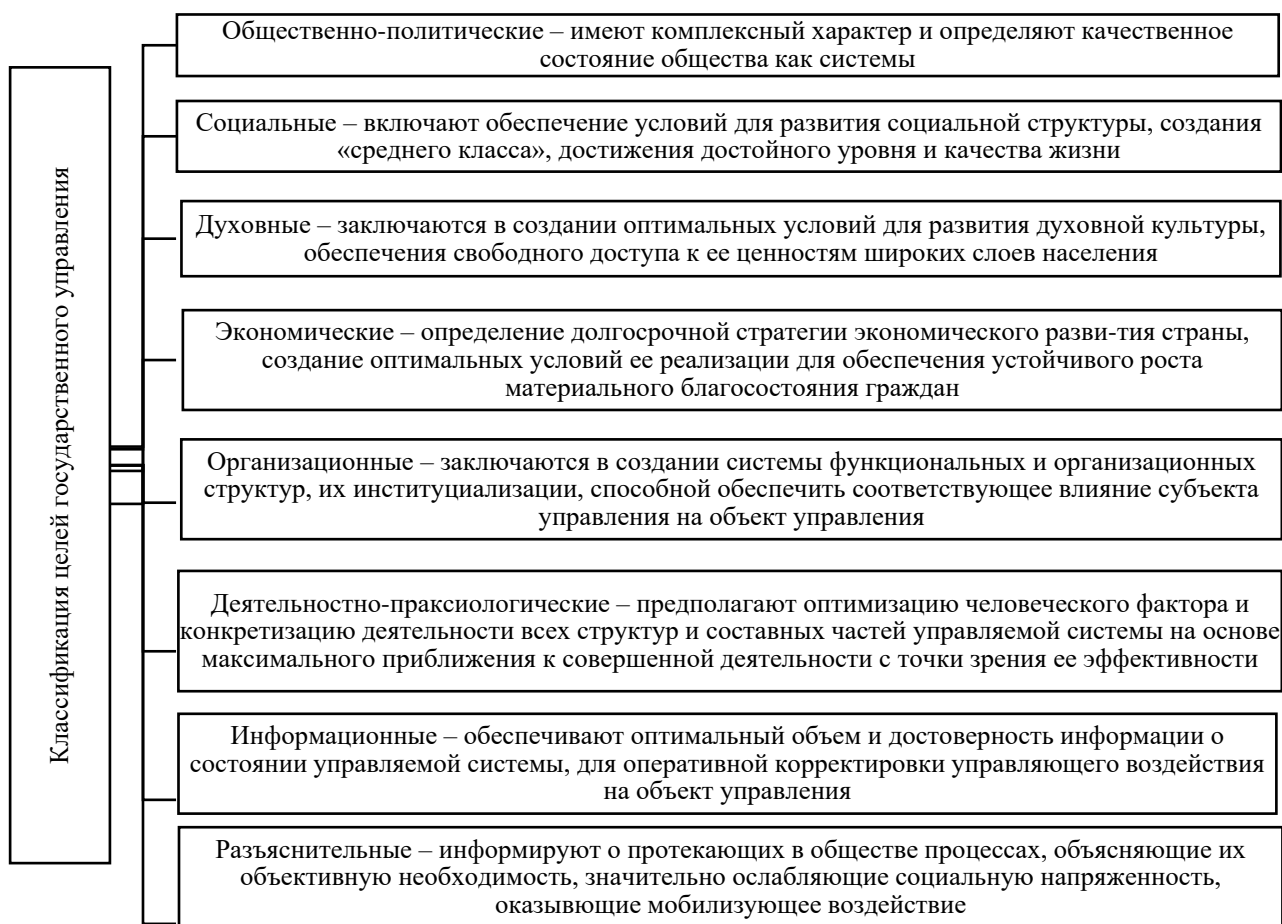 Классификация целей государственного управления
Общественно-политические – имеют комплексный характер и определяют качественное
состояние общества как системы
Социальные – включают обеспечение условий для развития социальной структуры, создания
«среднего класса», достижения достойного уровня и качества жизни
Духовные – заключаются в создании оптимальных условий для развития духовной культуры,
обеспечения свободного доступа к ее ценностям широких слоев населения
Экономические – определение долгосрочной стратегии экономического разви-тия страны,
создание оптимальных условий ее реализации для обеспечения устойчивого роста
материального благосостояния граждан
Организационные – заключаются в создании системы функциональных и организационных
структур, их институциализации, способной обеспечить соответствующее влияние субъекта
управления на объект управления
Деятельностно-праксиологические – предполагают оптимизацию человеческого фактора и
конкретизацию деятельности всех структур и составных частей управляемой системы на основе
максимального приближения к совершенной деятельности с точки зрения ее эффективности
Информационные – обеспечивают оптимальный объем и достоверность информации о
состоянии управляемой системы, для оперативной корректировки управляющего воздействия
на объект управления
Разъяснительные – информируют о протекающих в обществе процессах, объясняющие их
объективную необходимость, значительно ослабляющие социальную напряженность,
оказывющие мобилизующее воздействие